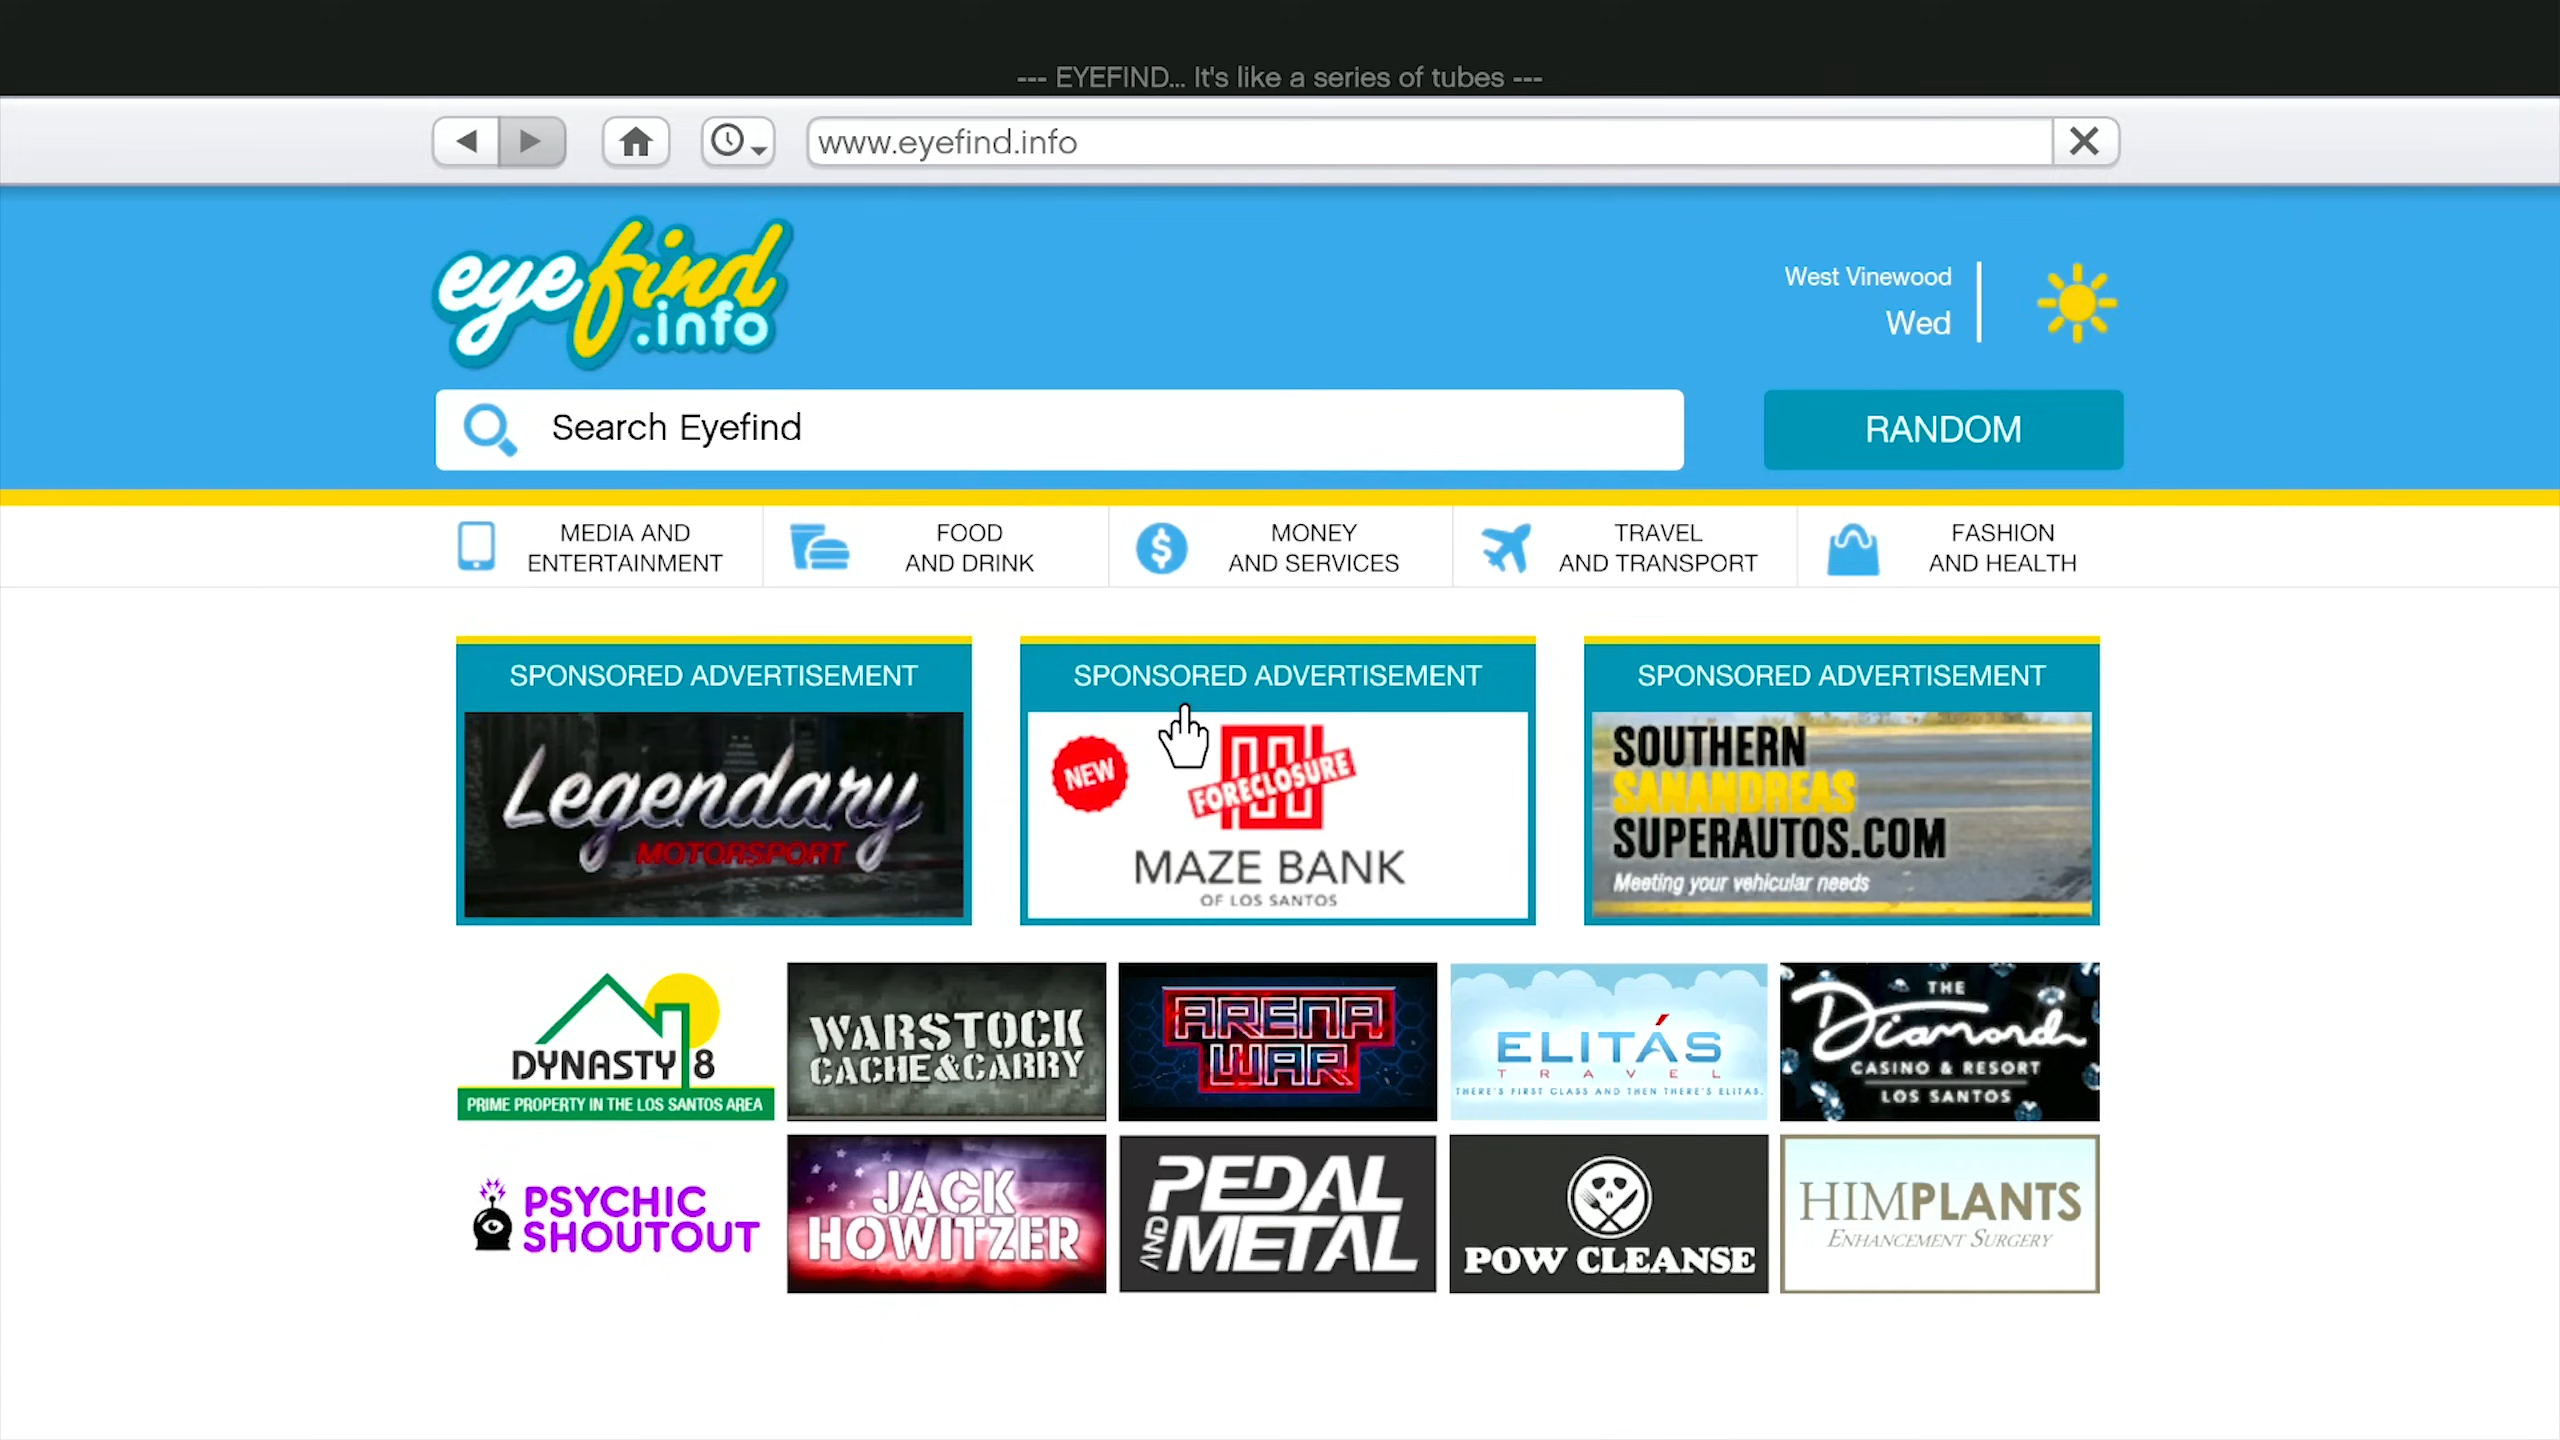 --- EYEFIND... It's like a series of tubes ---
www.eyefind.info
eyefind
.info
West Vinewood
Wed
Search Eyefind
RANDOM
MEDIA AND
ENTERTAINMENT
FOOD
AND DRINK
MONEY
AND SERVICES
TRAVEL
AND TRANSPORT
FASHION
AND HEALTH
SPONSORED ADVERTISEMENT
Legendary
MOTORSPORT
SPONSORED ADVERTISEMENT
NEW
FORECLOSURE
MAZE BANK
OF LOS SANTOS
SPONSORED ADVERTISEMENT
SOUTHERN
SANANDREAS
SUPERAUTOS.COM
Meeting your vehicular needs
DYNASTY 8
PRIME PROPERTY IN THE LOS SANTOS AREA
WARSTOCK
CACHE&CARRY
ARENA
WAR
ELITÁS
TRAVEL
THERE'S FIRST CLASS AND THEN THERE'S ELITAS.
THE
Diamond
CASINO & RESORT
LOS SANTOS
PSYCHIC
SHOUTOUT
JACK
HOWITZER
PEDAL
AND METAL
POW CLEANSE
HIMPLANTS
ENHANCEMENT SURGERY